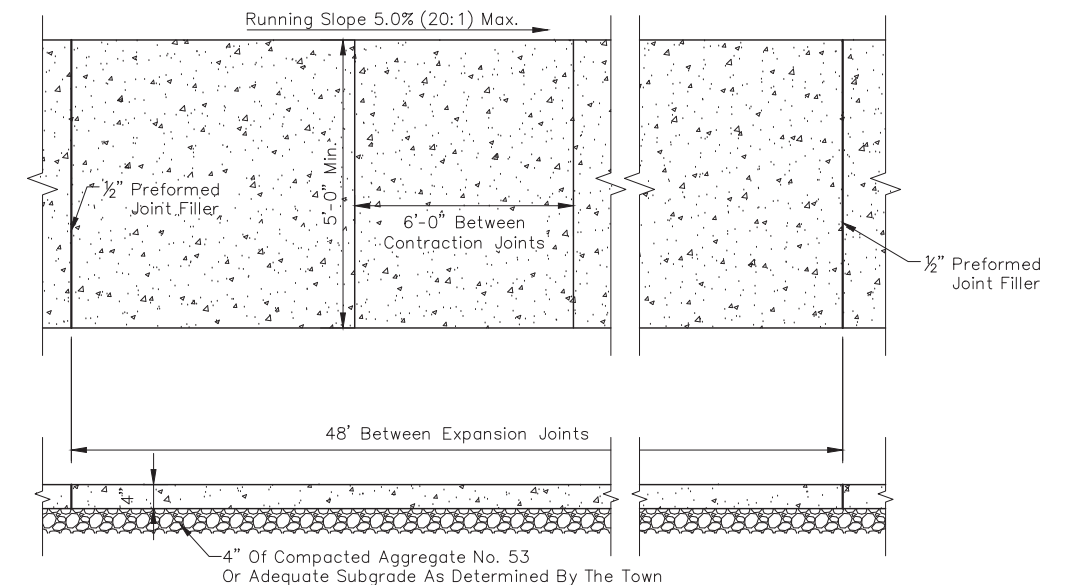 Running Slope 5.0% (20:1) Max.
½" Preformed
Joint Filler
5'-0" Min.
6'-0" Between
Contraction Joints
½" Preformed
Joint Filler
48' Between Expansion Joints
4"
4" Of Compacted Aggregate No. 53
Or Adequate Subgrade As Determined By The Town